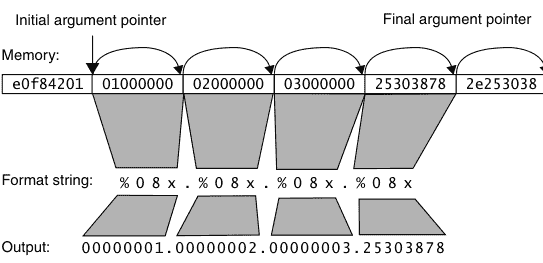 Initial argument pointer Final argument pointer
Memory:
e0f84201 01000000 02000000 03000000 25303878 2e253038
Format string: %08x.%08x.%08x.%08x
Output: 00000001.00000002.00000003.25303878